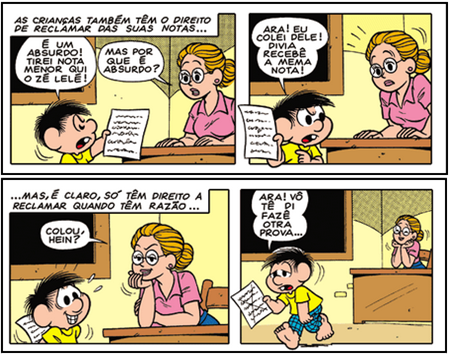 AS CRIANÇAS TAMBÉM TÊM O DIREITO
DE RECLAMAR DAS SUAS NOTAS...
É UM
ABSURDO!
TIREI NOTA
MENOR QUI
O ZÉ LELÉ!
MAS POR
QUE É
ABSURDO?
ARA! EU
COLEI DELE!
DIVIA
RECEBÊ
A MEMA
NOTA!
...MAS, É CLARO, SÓ TÊM DIREITO A
RECLAMAR QUANDO TÊM RAZÃO...
COLOU,
HEIN?
ARA! VÔ
TÊ DI
FAZÊ
OTRA
PROVA...